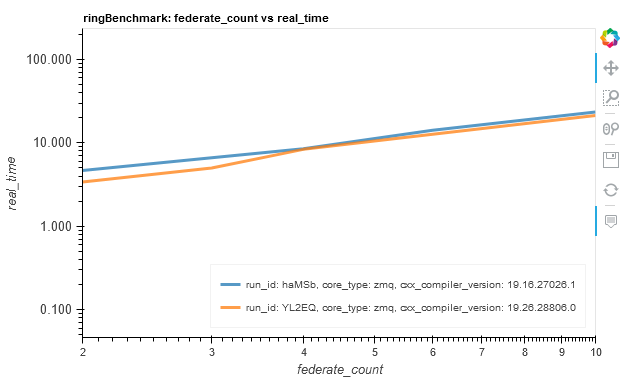 ringBenchmark: federate_count vs real_time
100.000
10.000
1.000
0.100
real_time
run_id: haMSb, core_type: zmq, cxx_compiler_version: 19.16.27026.1
run_id: YL2EQ, core_type: zmq, cxx_compiler_version: 19.26.28806.0
2 3 4 5 6 7 8 9 10
federate_count